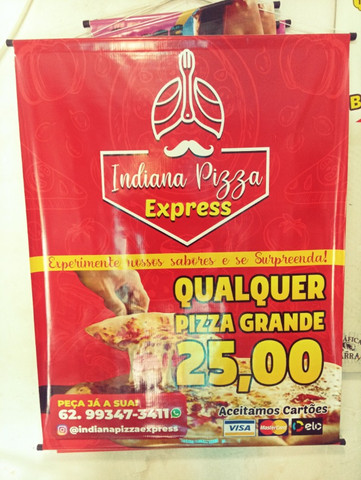 Indiana Pizza
Express
Experimente nossos sabores e se Surpreenda!
QUALQUER
PIZZA GRANDE
25,00
PEÇA JÁ A SUA!
62. 99347-3411
@indianapizzaexpress
Aceitamos Cartões
VISA MasterCard elo